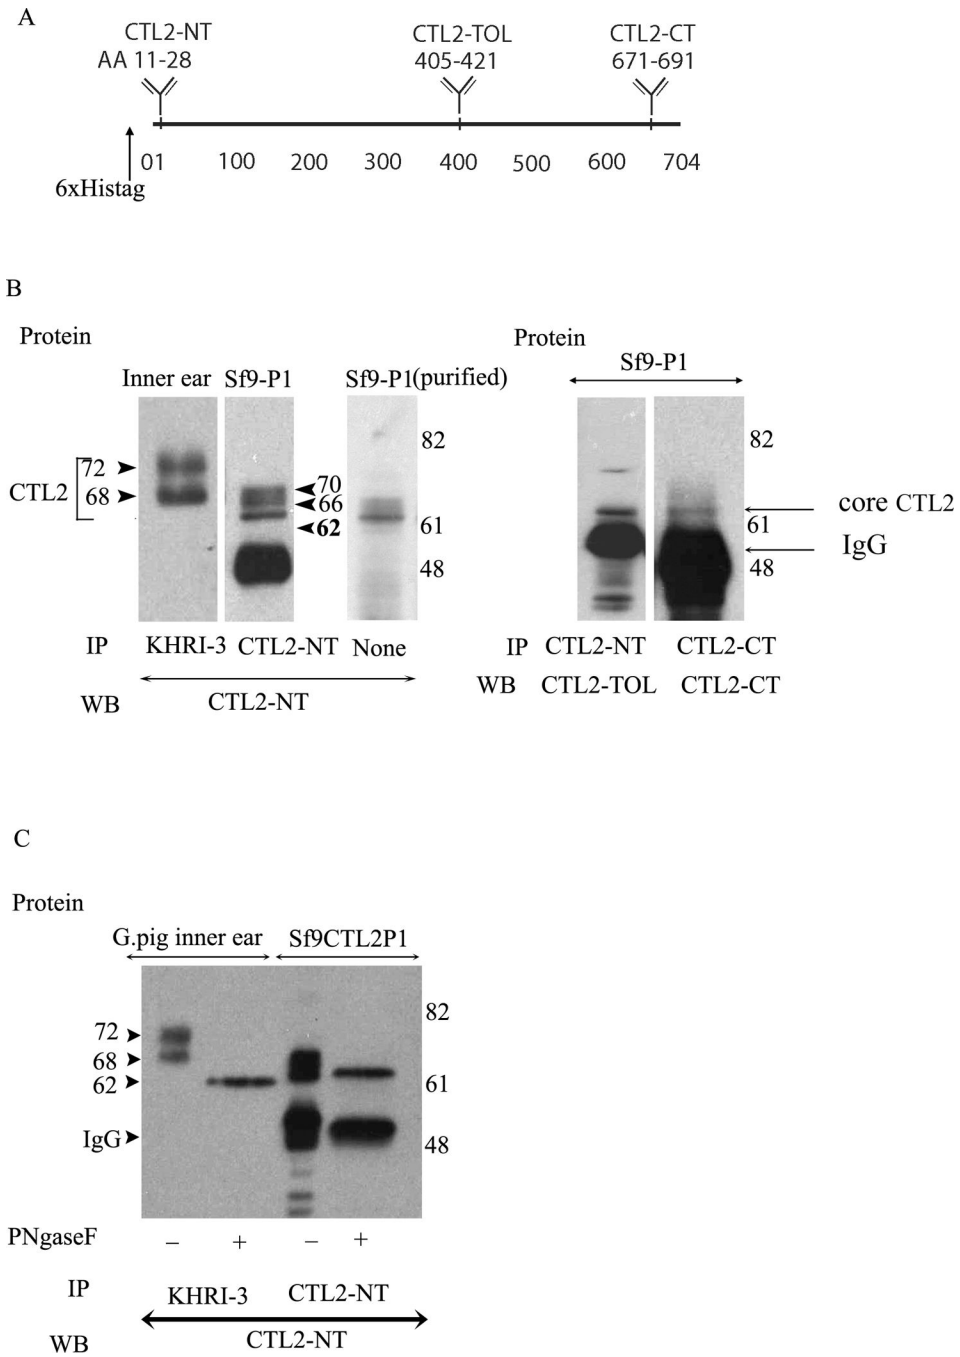 A
CTL2-NT CTL2-TOL CTL2-CT
AA 11-28 405-421 671-691
01 100 200 300 400 500 600 704
6xHistag
B
Protein Protein
Sf9-P1
Inner ear Sf9-P1 Sf9-P1(purified)
82 82
72
70
CTL2 68 66 core CTL2
62 61 61
IgG
48 48
IP KHRI-3 CTL2-NT None IP CTL2-NT CTL2-CT
WB CTL2-TOL CTL2-CT
WB CTL2-NT
C
Protein
G.pig inner ear Sf9CTL2P1
82
72
68
62 61
IgG 48
PNgaseF – + – +
IP KHRI-3 CTL2-NT
WB CTL2-NT